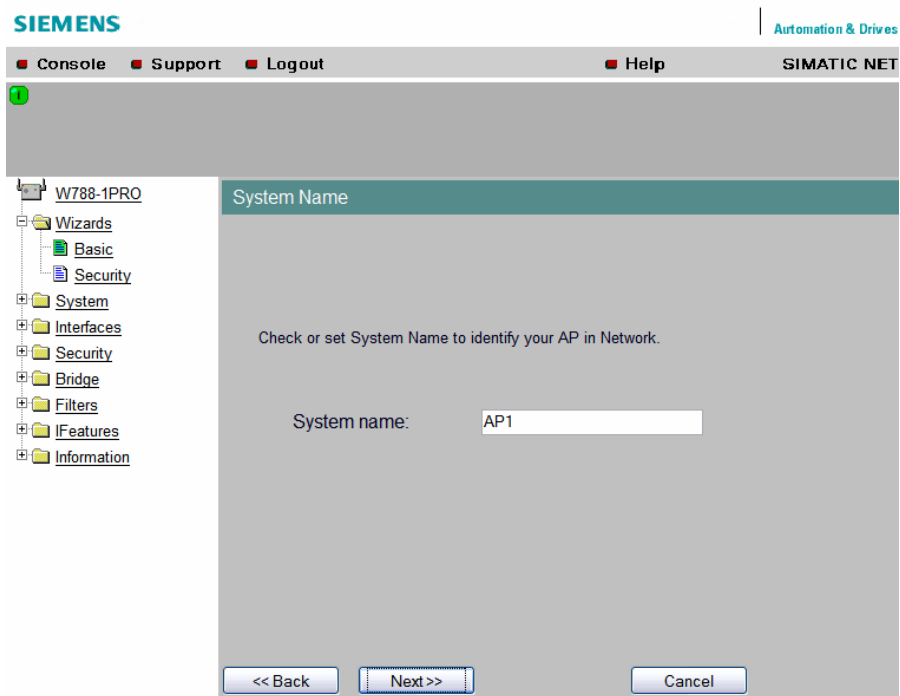 SIEMENS
Automation & Drives
Console Support Logout Help SIMATIC NET
i
W788-1PRO
Wizards
Basic
Security
System
Interfaces
Security
Bridge
Filters
IFeatures
Information
System Name
Check or set System Name to identify your AP in Network.
System name: AP1
<< Back Next>> Cancel